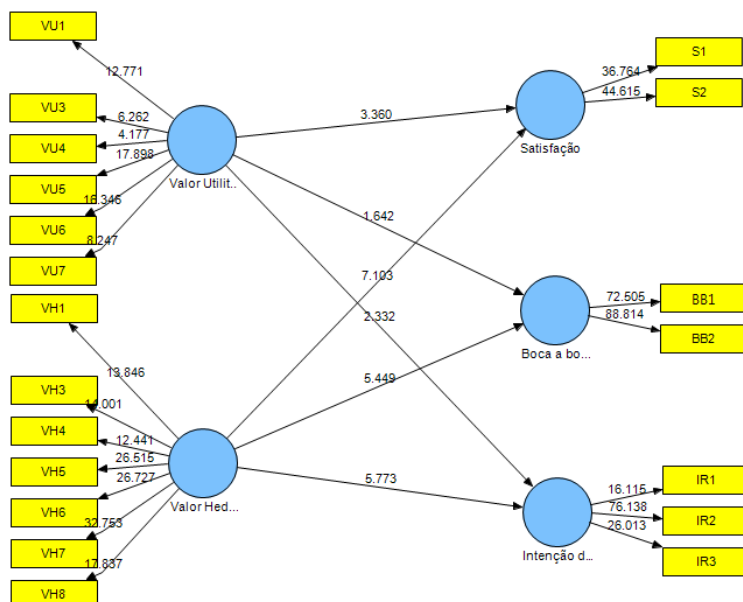 VU1
12.771
VU3
6.262
VU4
4.177
VU5
17.898
VU6
16.346
VU7
8.247
Valor Utilit..
VH1
13.846
VH3
14.001
VH4
12.441
VH5
26.515
VH6
26.727
VH7
32.753
VH8
17.837
Valor Hed...
3.360
1.642
7.103
2.332
5.449
5.773
Satisfação
36.764
S1
44.615
S2
Boca a bo...
72.505
BB1
88.814
BB2
Intenção d...
16.115
IR1
76.138
IR2
26.013
IR3